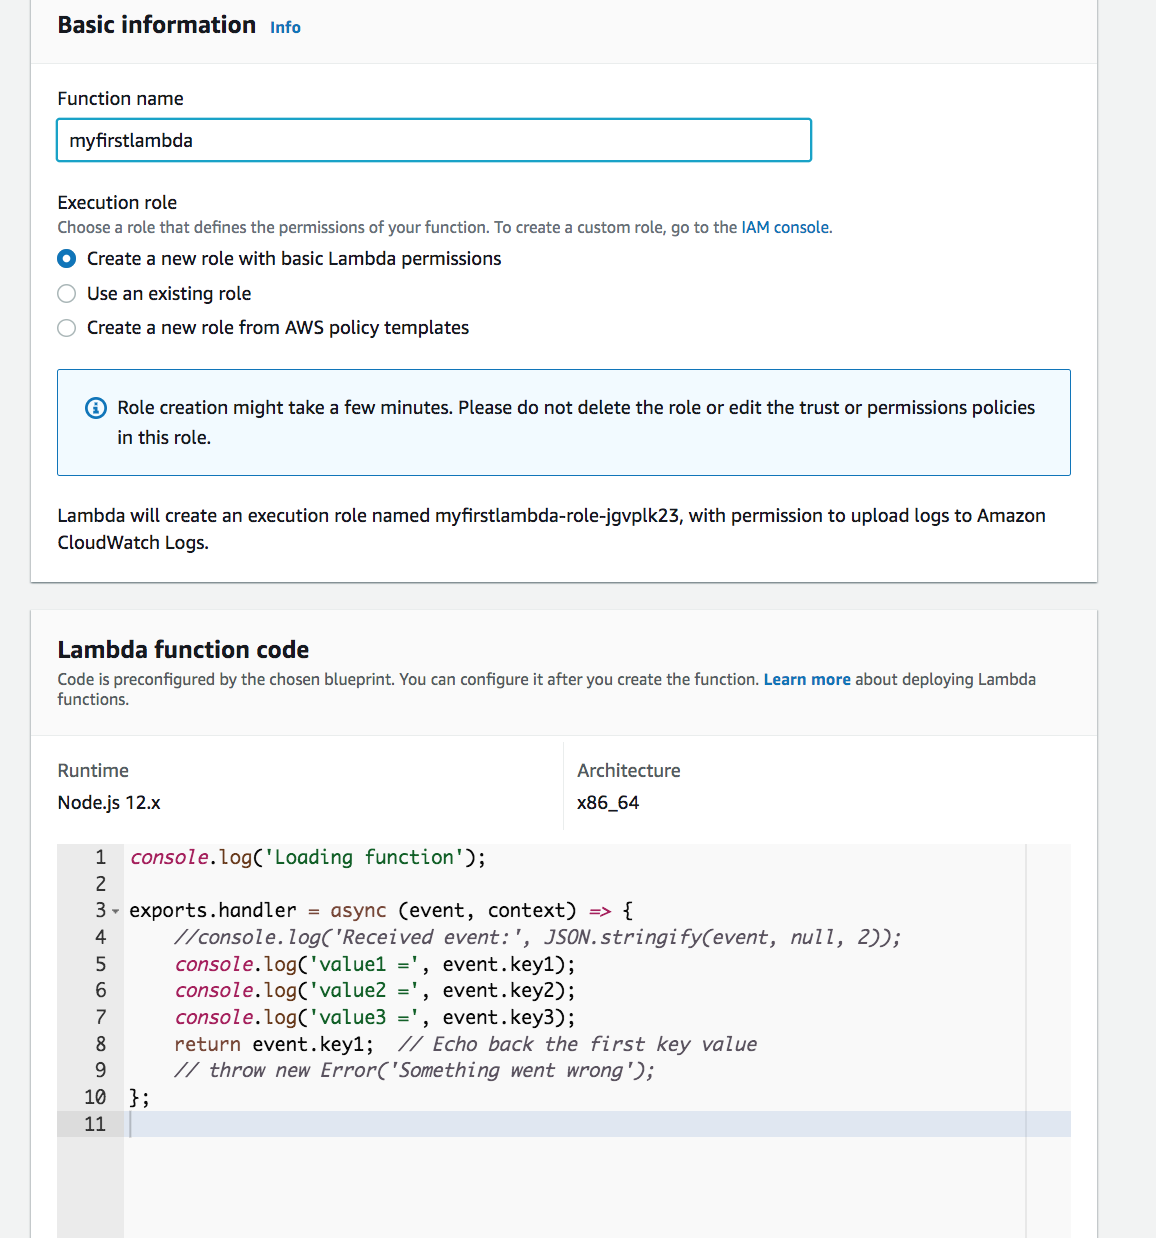 Basic information Info
Function name
myfirstlambda
Execution role
Choose a role that defines the permissions of your function. To create a custom role, go to the IAM console.
Create a new role with basic Lambda permissions
Use an existing role
Create a new role from AWS policy templates
Role creation might take a few minutes. Please do not delete the role or edit the trust or permissions policies
in this role.
Lambda will create an execution role named myfirstlambda-role-jgvplk23, with permission to upload logs to Amazon
CloudWatch Logs.
Lambda function code
Code is preconfigured by the chosen blueprint. You can configure it after you create the function. Learn more about deploying Lambda
functions.
Runtime
Node.js 12.x
Architecture
x86_64
1 console.log('Loading function');
2
3 exports.handler = async (event, context) => {
4 //console.log('Received event:', JSON.stringify(event, null, 2));
5 console.log('value1 =', event.key1);
6 console.log('value2 =', event.key2);
7 console.log('value3 =', event.key3);
8 return event.key1;  // Echo back the first key value
9 // throw new Error('Something went wrong');
10 };
11